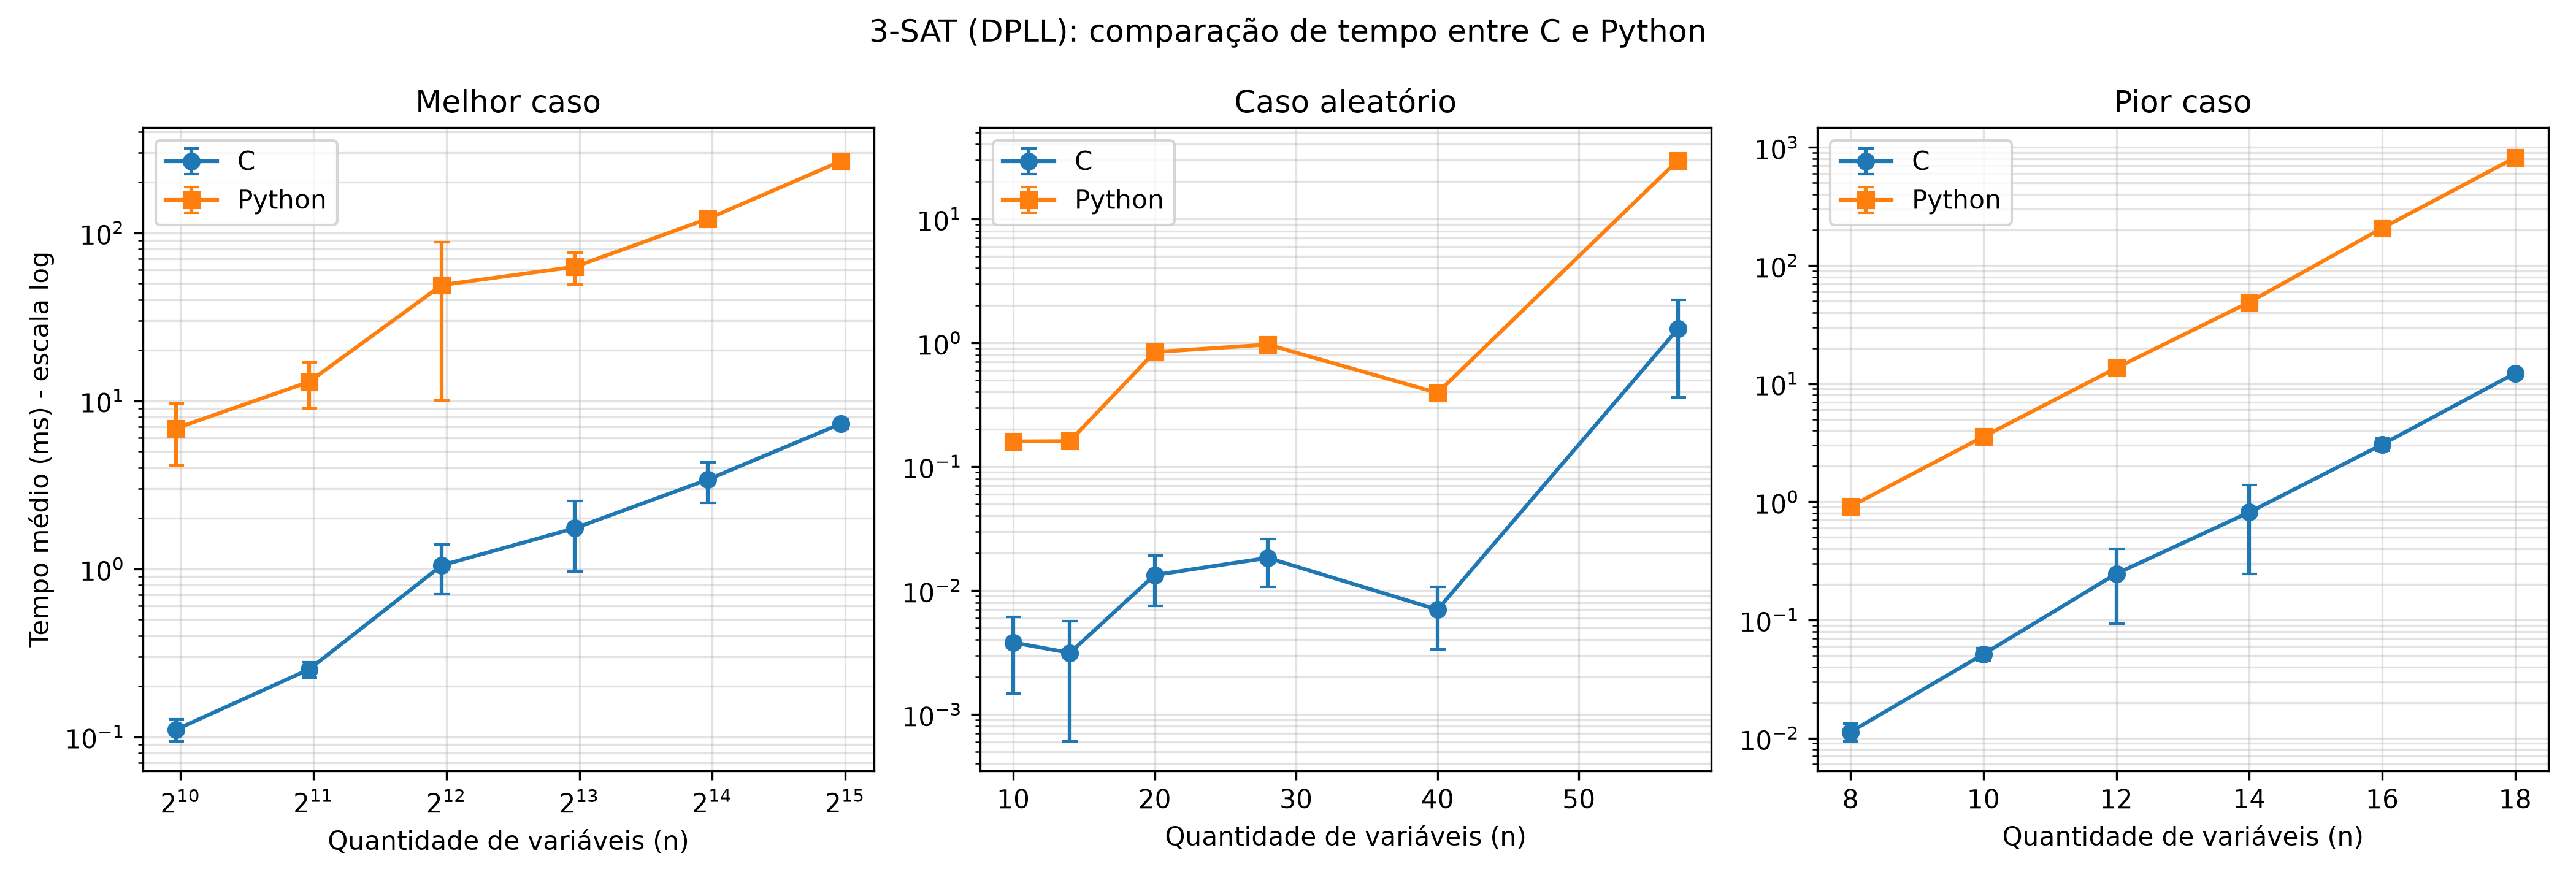 3-SAT (DPLL): comparação de tempo entre C e Python
Melhor caso
C
Python
Tempo médio (ms) - escala log
10²
10¹
10⁰
10⁻¹
2¹⁰ 2¹¹ 2¹² 2¹³ 2¹⁴ 2¹⁵
Quantidade de variáveis (n)
Caso aleatório
C
Python
10¹
10⁰
10⁻¹
10⁻²
10⁻³
10 20 30 40 50
Quantidade de variáveis (n)
Pior caso
C
Python
10³
10²
10¹
10⁰
10⁻¹
10⁻²
8 10 12 14 16 18
Quantidade de variáveis (n)